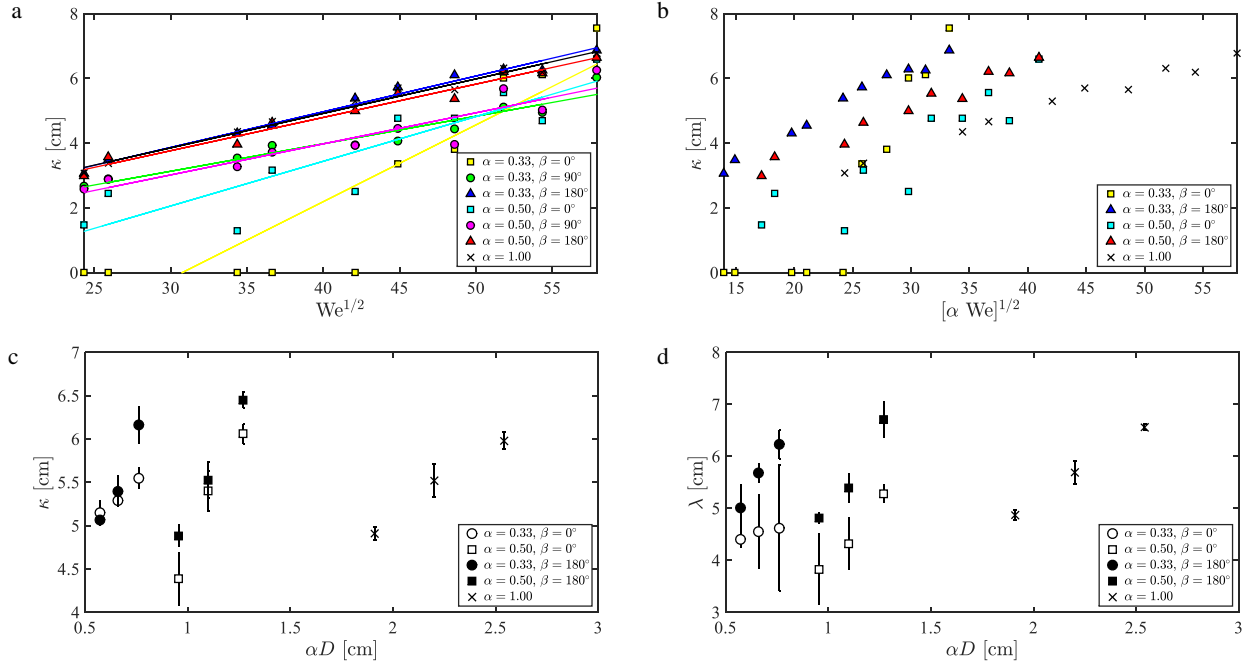 a
8
6
4
2
0
κ [cm]
25 30 35 40 45 50 55
We^{1/2}
α = 0.33, β = 0°
α = 0.33, β = 90°
α = 0.33, β = 180°
α = 0.50, β = 0°
α = 0.50, β = 90°
α = 0.50, β = 180°
α = 1.00
b
8
6
4
2
0
κ [cm]
15 20 25 30 35 40 45 50 55
[α We]^{1/2}
α = 0.33, β = 0°
α = 0.33, β = 180°
α = 0.50, β = 0°
α = 0.50, β = 180°
α = 1.00
c
7
6.5
6
5.5
5
4.5
4
κ [cm]
0.5 1 1.5 2 2.5 3
αD [cm]
α = 0.33, β = 0°
α = 0.50, β = 0°
α = 0.33, β = 180°
α = 0.50, β = 180°
α = 1.00
d
8
7
6
5
4
3
λ [cm]
0.5 1 1.5 2 2.5 3
αD [cm]
α = 0.33, β = 0°
α = 0.50, β = 0°
α = 0.33, β = 180°
α = 0.50, β = 180°
α = 1.00